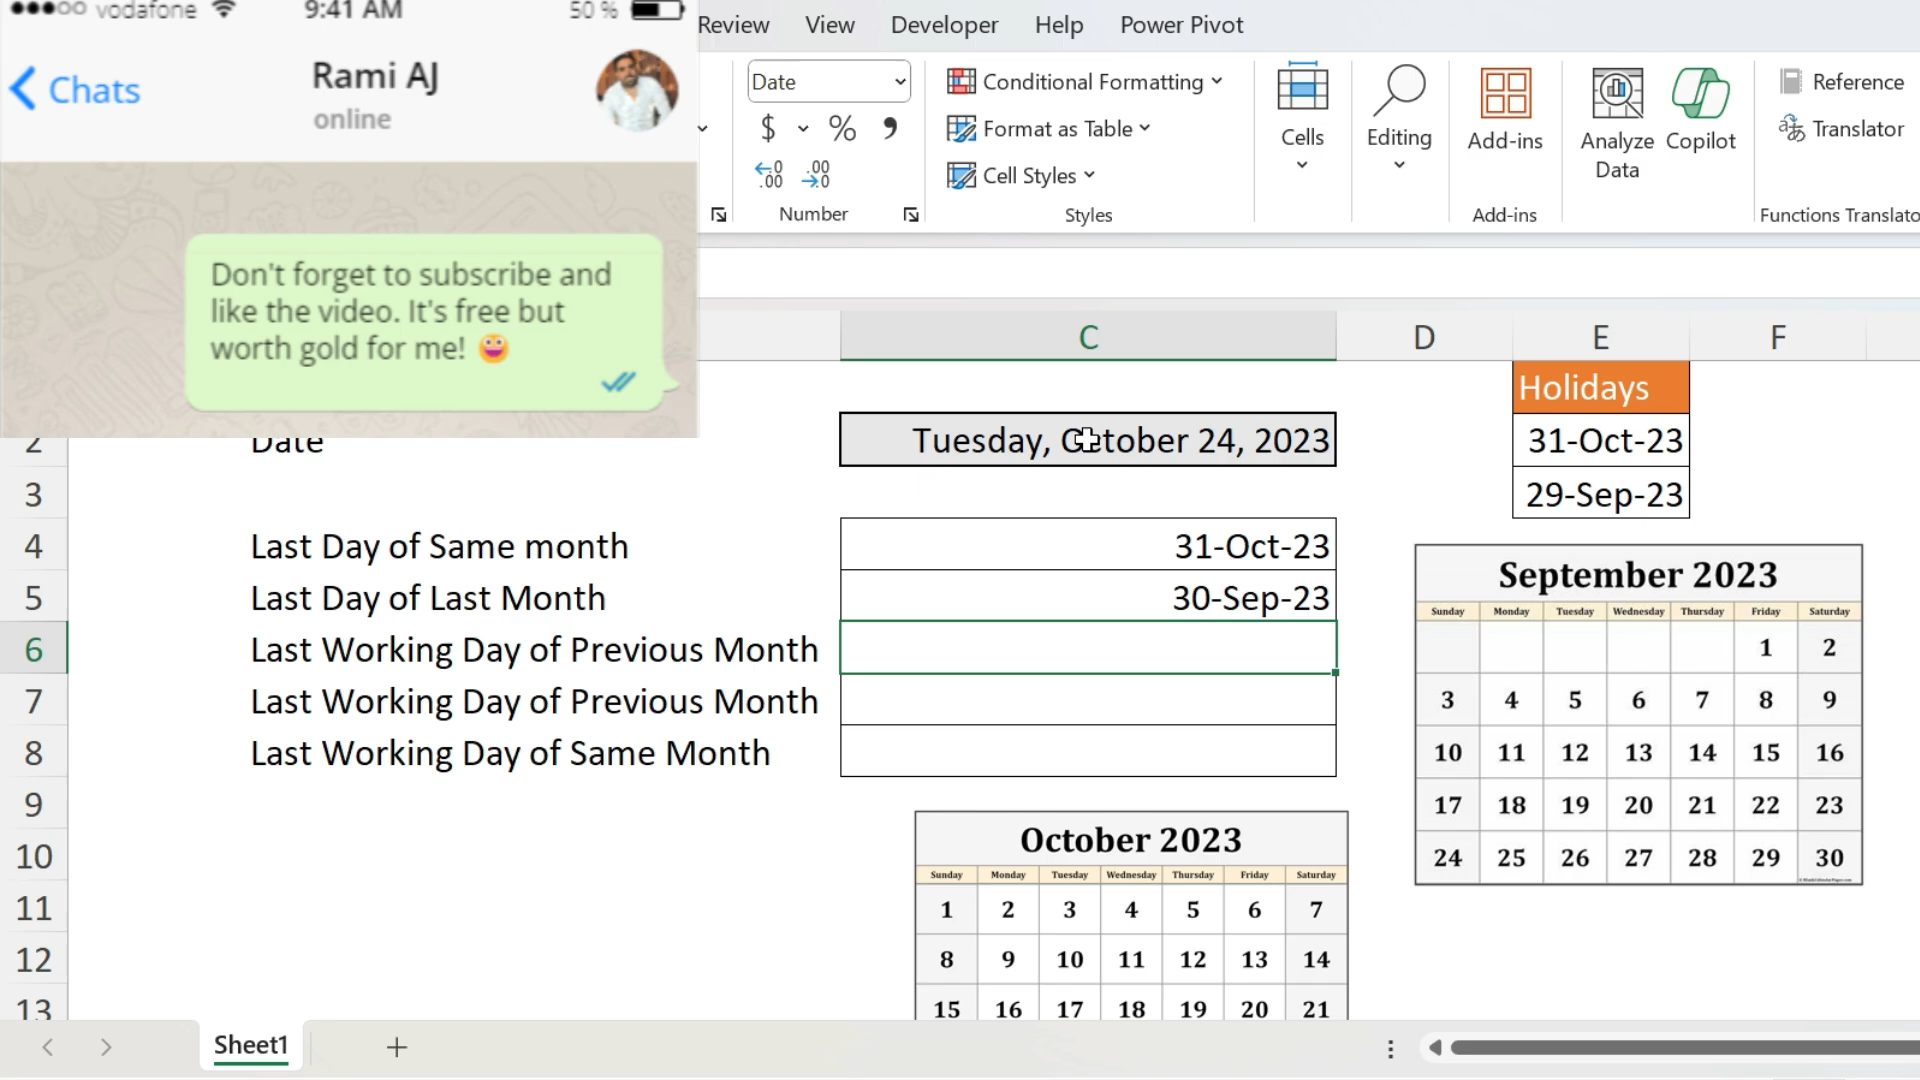 vodafone 9:41 AM 50 %
Chats
Rami AJ
online
Don't forget to subscribe and
like the video. It's free but
worth gold for me! 😀
Review View Developer Help Power Pivot
Date
$ % ,
←0 .00 .00 →0
Number
Conditional Formatting
Format as Table
Cell Styles
Styles
Cells
Editing
Add-ins
Add-ins
Analyze
Data
Copilot
Reference
Translator
Functions Translato
C D E F
Holidays
2 Date Tuesday, October 24, 2023 31-Oct-23
3 29-Sep-23
4 Last Day of Same month 31-Oct-23
5 Last Day of Last Month 30-Sep-23
6 Last Working Day of Previous Month
7 Last Working Day of Previous Month
8 Last Working Day of Same Month
9
10
11
12
13
September 2023
Sunday Monday Tuesday Wednesday Thursday Friday Saturday
1 2
3 4 5 6 7 8 9
10 11 12 13 14 15 16
17 18 19 20 21 22 23
24 25 26 27 28 29 30
October 2023
Sunday Monday Tuesday Wednesday Thursday Friday Saturday
1 2 3 4 5 6 7
8 9 10 11 12 13 14
15 16 17 18 19 20 21
Sheet1